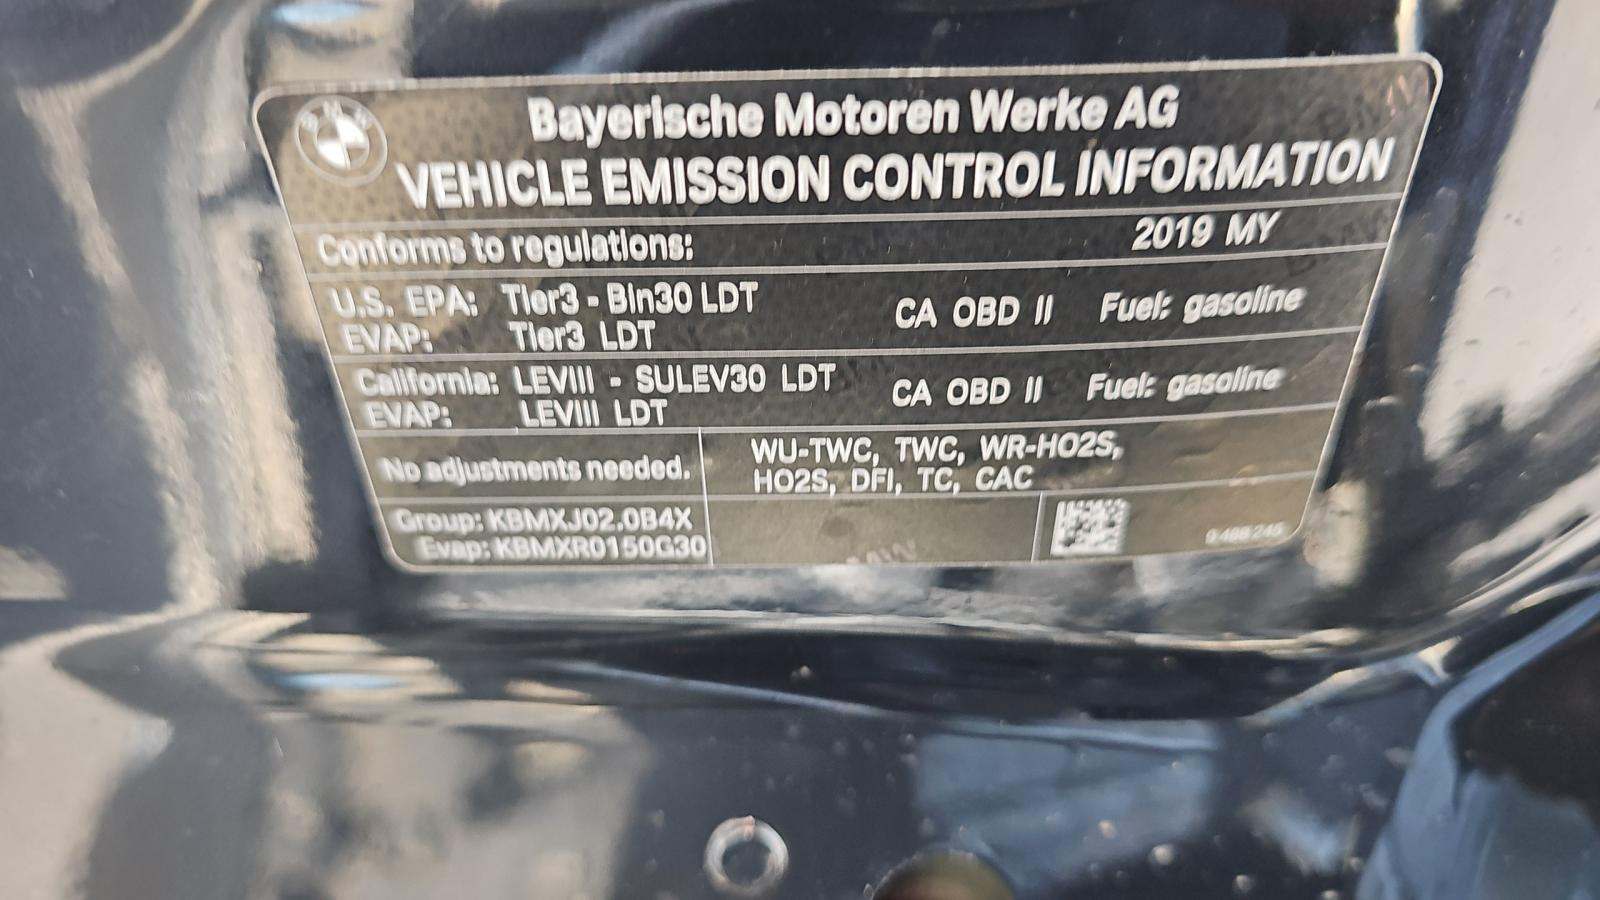 BMW
Bayerische Motoren Werke AG
VEHICLE EMISSION CONTROL INFORMATION
Conforms to regulations: 2019 MY
U.S. EPA: Tier3 - Bin30 LDT CA OBD II Fuel: gasoline
EVAP: Tier3 LDT
California: LEVIII - SULEV30 LDT CA OBD II Fuel: gasoline
EVAP: LEVIII LDT
No adjustments needed.
WU-TWC, TWC, WR-HO2S,
HO2S, DFI, TC, CAC
Group: KBMXJ02.0B4X
Evap: KBMXR0150G30